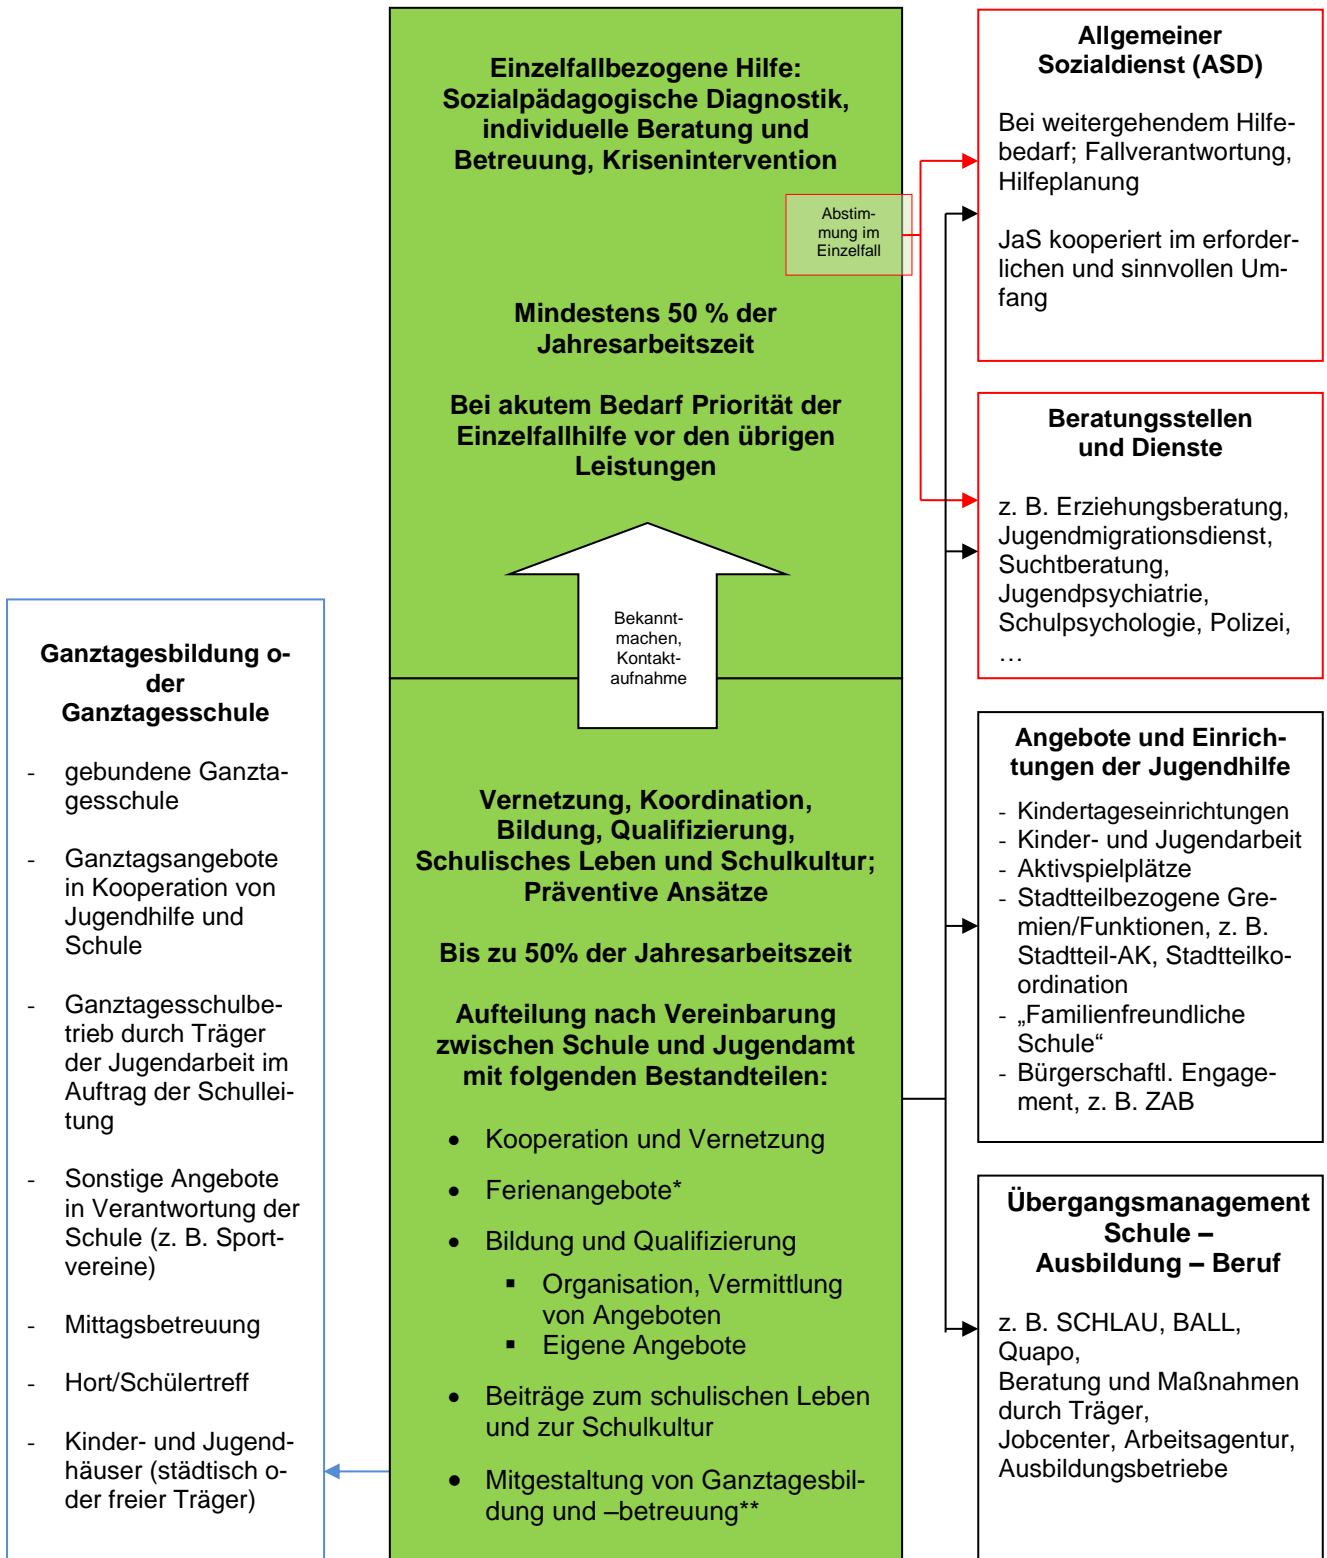 Einzelfallbezogene Hilfe:
Sozialpädagogische Diagnostik,
individuelle Beratung und
Betreuung, Krisenintervention
Abstim-
mung im
Einzelfall
Mindestens 50 % der
Jahresarbeitszeit
Bei akutem Bedarf Priorität der
Einzelfallhilfe vor den übrigen
Leistungen
Bekannt-
machen,
Kontakt-
aufnahme
Vernetzung, Koordination,
Bildung, Qualifizierung,
Schulisches Leben und Schulkultur;
Präventive Ansätze
Bis zu 50% der Jahresarbeitszeit
Aufteilung nach Vereinbarung
zwischen Schule und Jugendamt
mit folgenden Bestandteilen:
• Kooperation und Vernetzung
• Ferienangebote*
• Bildung und Qualifizierung
▪ Organisation, Vermittlung
von Angeboten
▪ Eigene Angebote
• Beiträge zum schulischen Leben
und zur Schulkultur
• Mitgestaltung von Ganztagesbil-
dung und –betreuung**
Ganztagesbildung o-
der
Ganztagesschule
- gebundene Ganzta-
gesschule
- Ganztagsangebote
in Kooperation von
Jugendhilfe und
Schule
- Ganztagesschulbe-
trieb durch Träger
der Jugendarbeit im
Auftrag der Schullei-
tung
- Sonstige Angebote
in Verantwortung der
Schule (z. B. Sport-
vereine)
- Mittagsbetreuung
- Hort/Schülertreff
- Kinder- und Jugend-
häuser (städtisch o-
der freier Träger)
Allgemeiner
Sozialdienst (ASD)
Bei weitergehendem Hilfe-
bedarf; Fallverantwortung,
Hilfeplanung
JaS kooperiert im erforder-
lichen und sinnvollen Um-
fang
Beratungsstellen
und Dienste
z. B. Erziehungsberatung,
Jugendmigrationsdienst,
Suchtberatung,
Jugendpsychiatrie,
Schulpsychologie, Polizei,
…
Angebote und Einrich-
tungen der Jugendhilfe
- Kindertageseinrichtungen
- Kinder- und Jugendarbeit
- Aktivspielplätze
- Stadtteilbezogene Gre-
mien/Funktionen, z. B.
Stadtteil-AK, Stadtteilko-
ordination
- „Familienfreundliche
Schule“
- Bürgerschaftl. Engage-
ment, z. B. ZAB
Übergangsmanagement
Schule –
Ausbildung – Beruf
z. B. SCHLAU, BALL,
Quapo,
Beratung und Maßnahmen
durch Träger,
Jobcenter, Arbeitsagentur,
Ausbildungsbetriebe